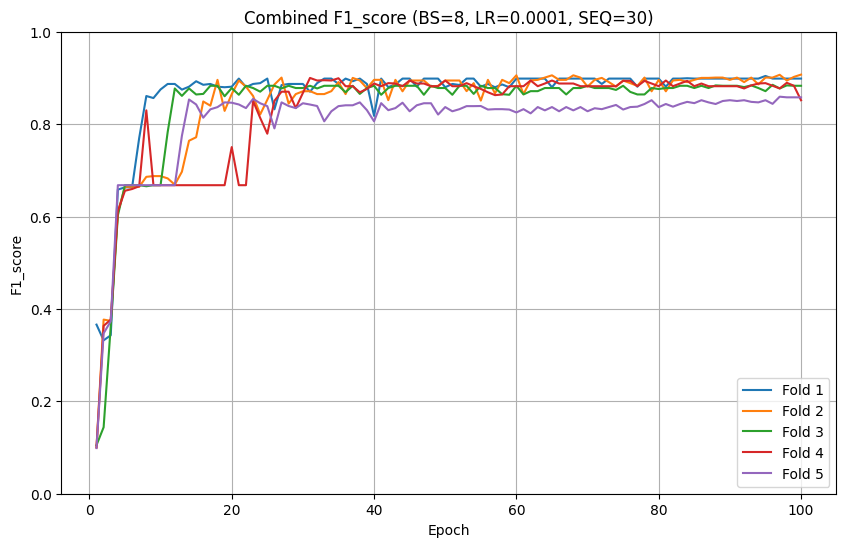 Combined F1_score (BS=8, LR=0.0001, SEQ=30)
F1_score
1.0
0.8
0.6
0.4
0.2
0.0
0 20 40 60 80 100
Epoch
Fold 1
Fold 2
Fold 3
Fold 4
Fold 5